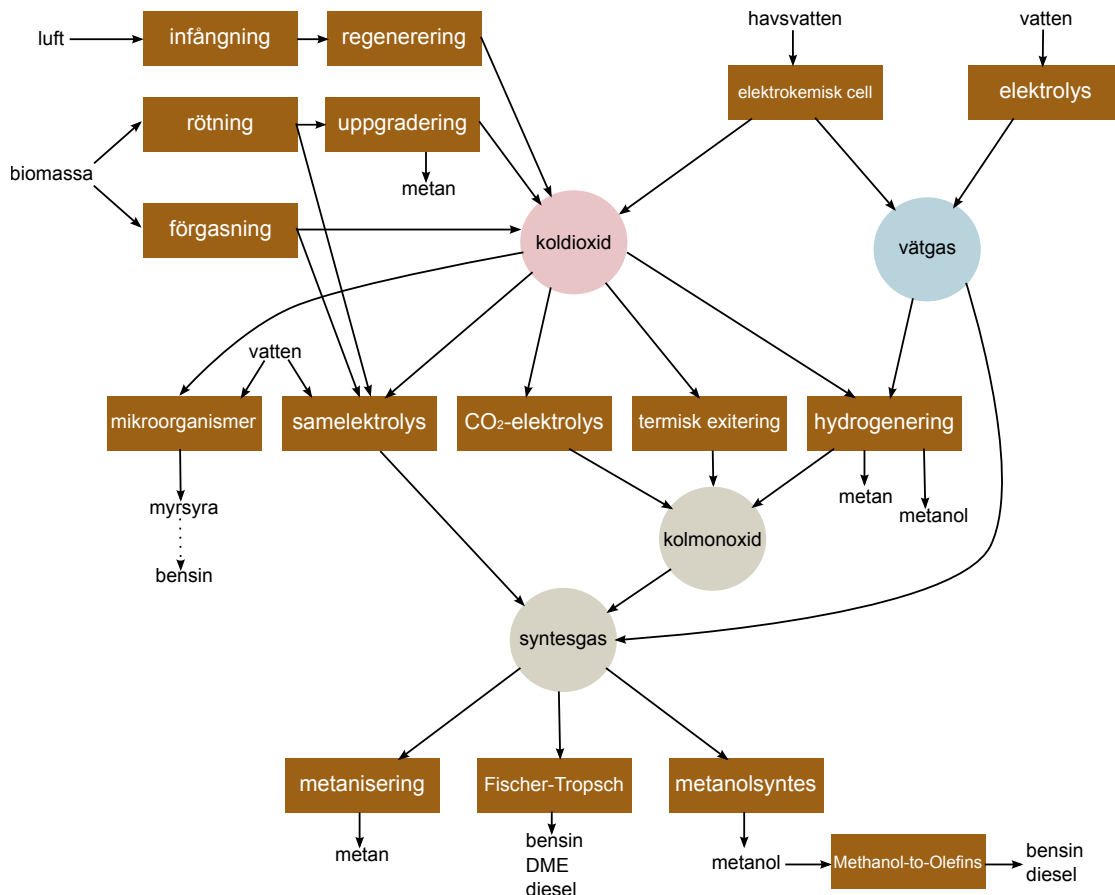 havsvatten
vatten
luft
infångning
regenerering
elektrokemisk cell
elektrolys
rötning
uppgradering
biomassa
metan
förgasning
koldioxid
vätgas
vatten
mikroorganismer
samelektrolys
CO₂-elektrolys
termisk exitering
hydrogenering
metan
myrsyra
metanol
kolmonoxid
bensin
syntesgas
metanisering
Fischer-Tropsch
metanolsyntes
metan
bensin
DME
diesel
metanol
Methanol-to-Olefins
bensin
diesel